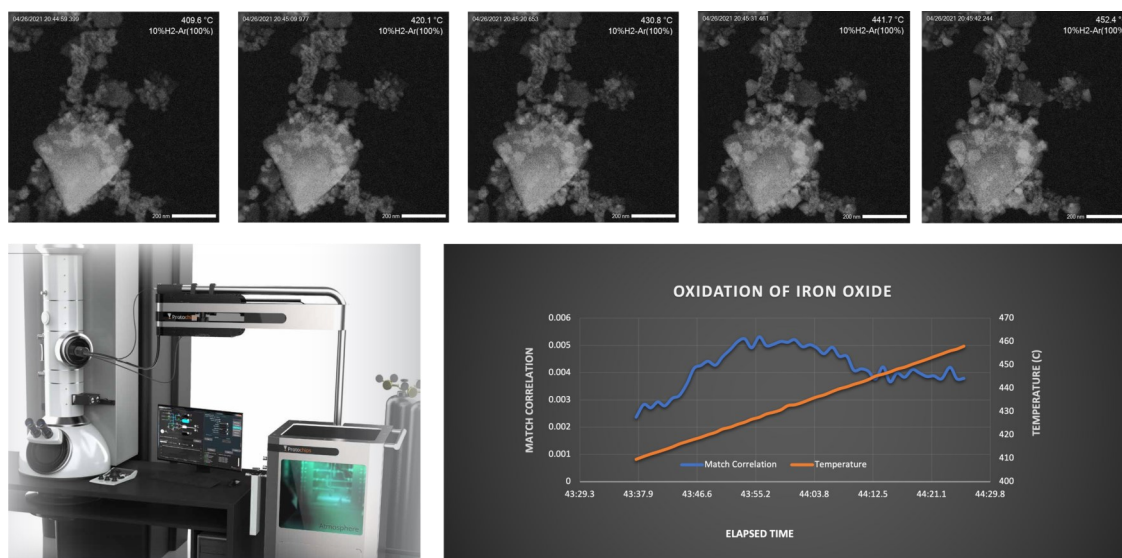 04/26/2021 20:44:59.390
409.6 °C
10%H2-Ar(100%)
200 nm
04/26/2021 20:45:09.977
420.1 °C
10%H2-Ar(100%)
200 nm
04/26/2021 20:45:20.653
430.8 °C
10%H2-Ar(100%)
200 nm
04/26/2021 20:45:31.461
441.7 °C
10%H2-Ar(100%)
200 nm
04/26/2021 20:45:42.244
452.4 °
10%H2-Ar(100%
200 nm
Protochips
Protochips
Atmosphere
OXIDATION OF IRON OXIDE
MATCH CORRELATION
0.006
0.005
0.004
0.003
0.002
0.001
0
Match Correlation
Temperature
470
460
450
440
430
420
410
400
TEMPERATURE (C)
43:29.3 43:37.9 43:46.6 43:55.2 44:03.8 44:12.5 44:21.1 44:29.8
ELAPSED TIME